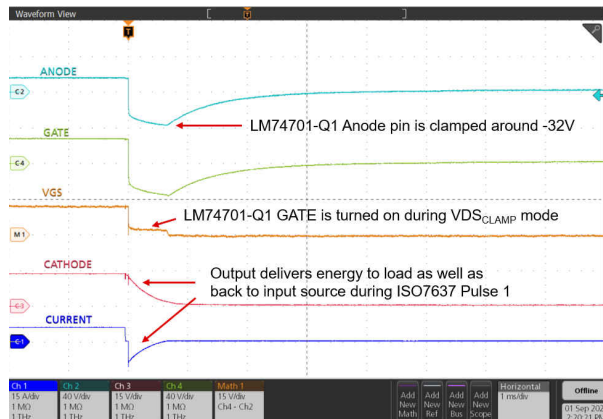 Waveform View
T
ANODE
C2
LM74701-Q1 Anode pin is clamped around -32V
GATE
C4
VGS
LM74701-Q1 GATE is turned on during VDSCLAMP mode
M1
CATHODE
Output delivers energy to load as well as
back to input source during ISO7637 Pulse 1
C3
CURRENT
C1
Ch 1 Ch 2 Ch 3 Ch 4 Math 1
15 A/div 40 V/div 15 V/div 40 V/div 15 V/div
1 MΩ 1 MΩ 1 MΩ 1 MΩ Ch4 - Ch2
1 THz 1 THz 1 THz 1 THz
Add Add Add Add
New New New New
Math Ref Bus Scope
Horizontal
1 ms/div
Offline
01 Sep 202
2:20:21 PM